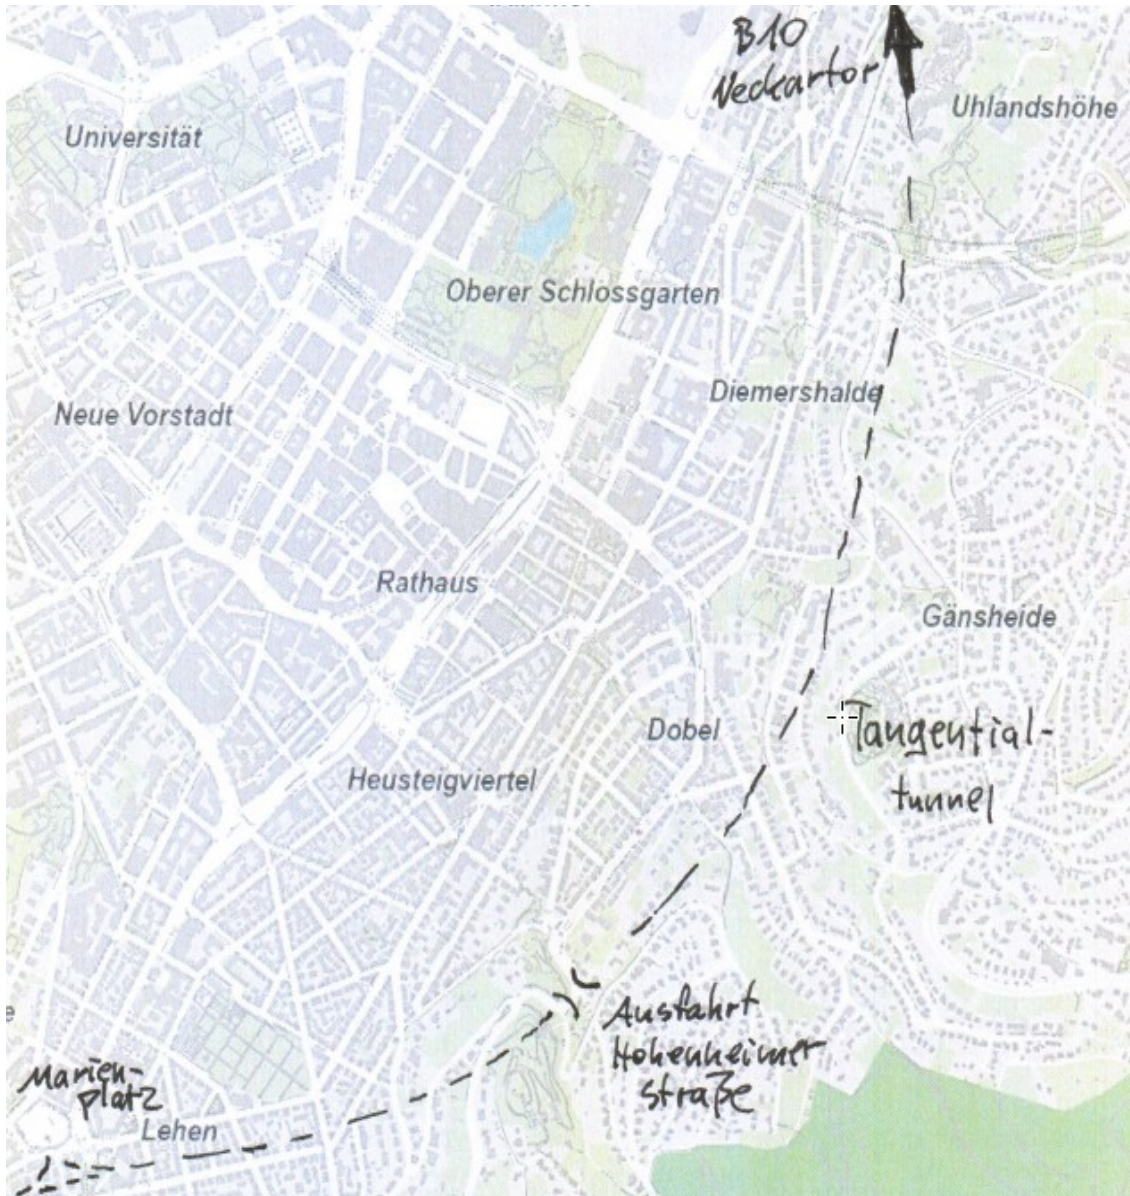 B10
Neckartor
Uhlandshöhe
Universität
Oberer Schlossgarten
Diemershalde
Neue Vorstadt
Rathaus
Gänsheide
Tangential-
tunnel
Dobel
Heusteigviertel
Ausfahrt
Hohenheimer
straße
Marien-
platz
Lehen